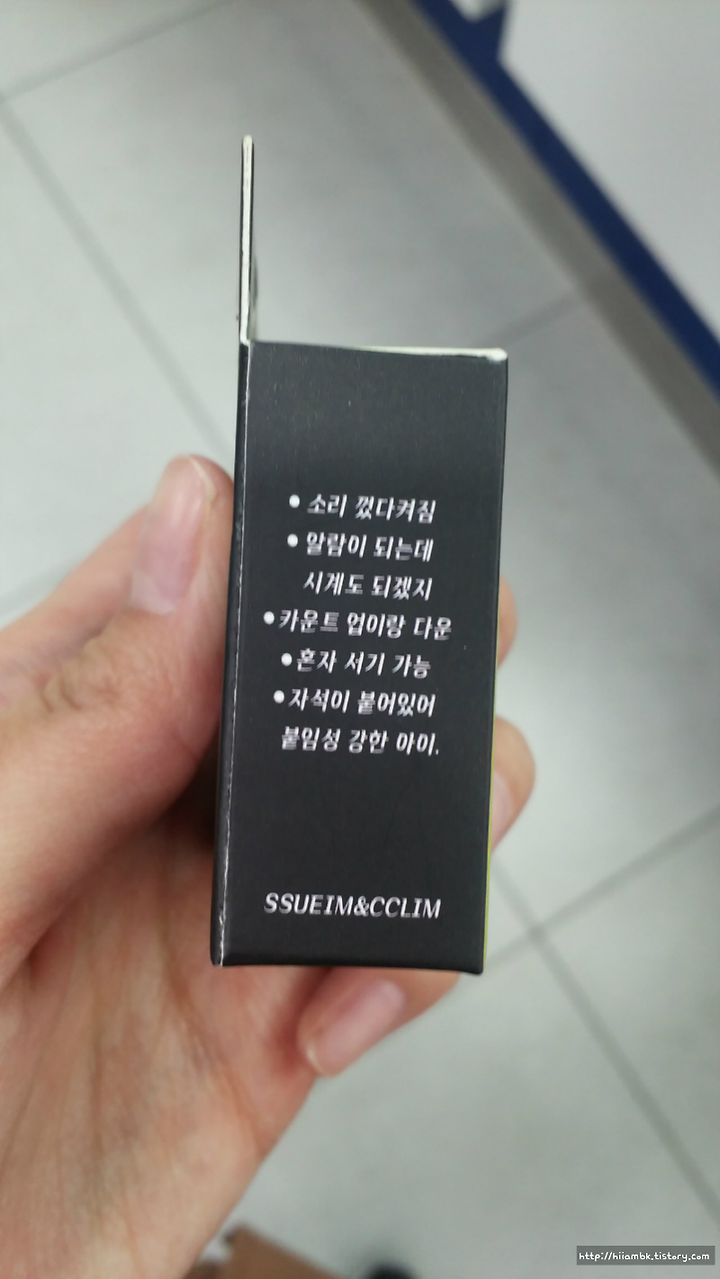 ● 소리 껐다켜짐
● 알람이 되는데
시계도 되겠지
● 카운트 업이랑 다운
● 혼자 서기 가능
● 자석이 붙어있어
붙임성 강한 아이.
SSUEIM&CCLIM
http://hiiambk.tistory.com